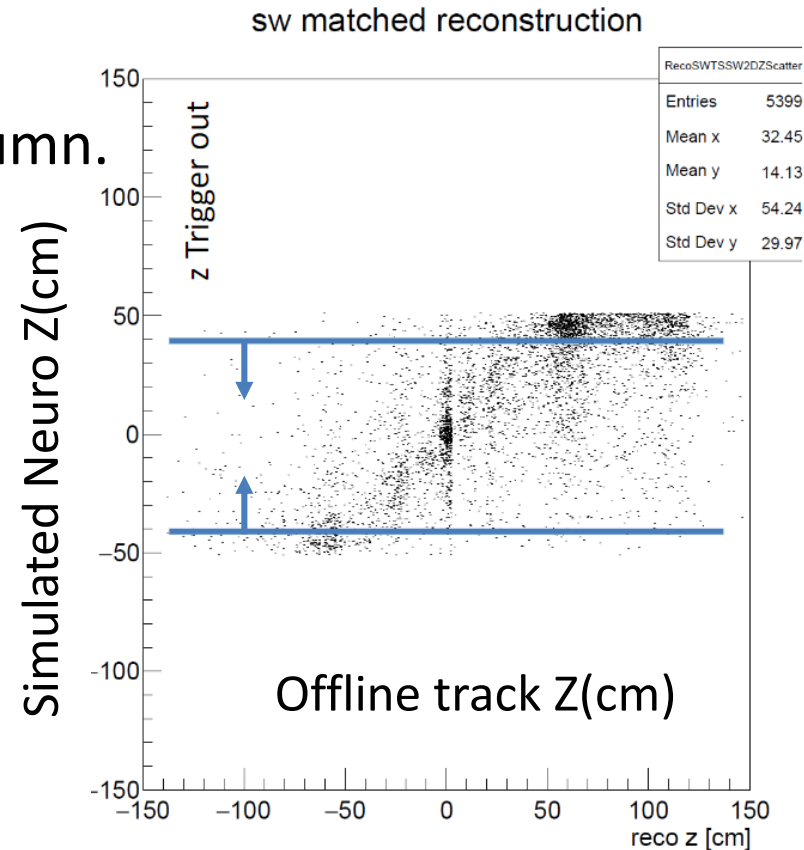 sw matched reconstruction
RecoSWTSSW2DZScatter
Entries 5399
Mean x 32.45
Mean y 14.13
Std Dev x 54.24
Std Dev y 29.97
umn.
z Trigger out
Simulated Neuro Z(cm)
150
100
50
0
−50
-100
-150
Offline track Z(cm)
−150 −100 −50 0 50 100 150
reco z [cm]